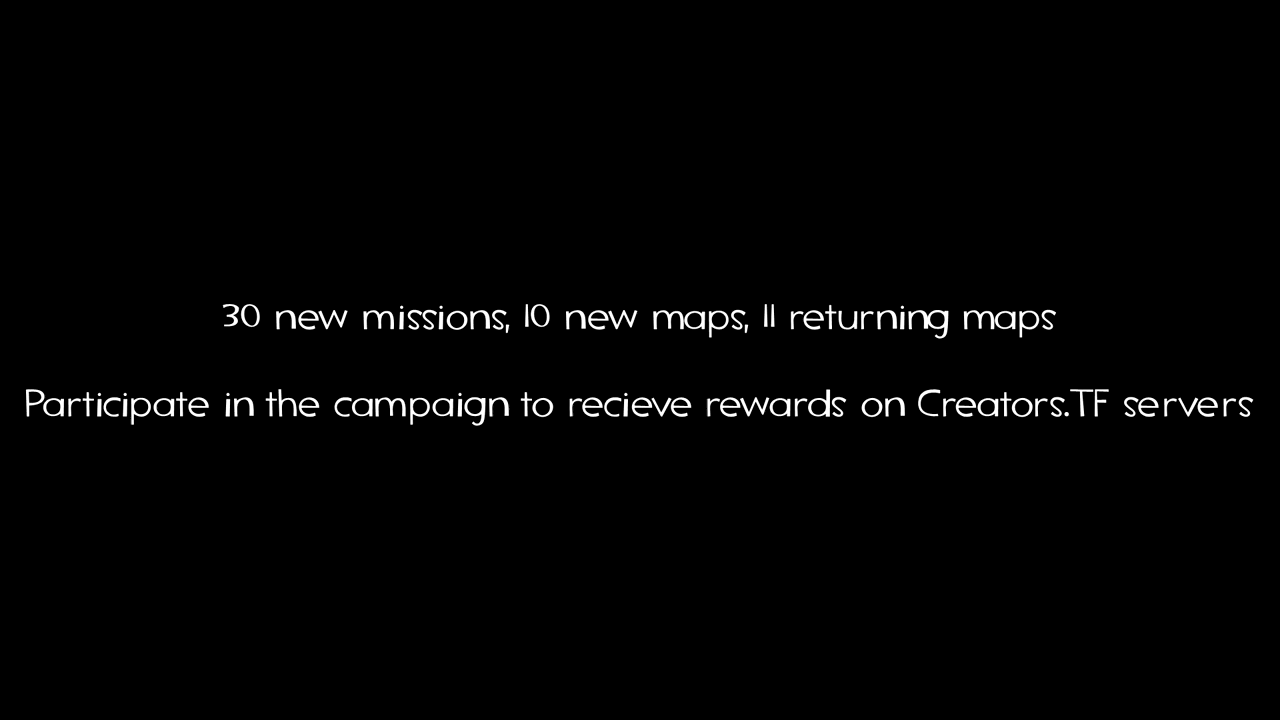 30 new missions, 10 new maps, 11 returning maps
Participate in the campaign to recieve rewards on Creators.TF servers